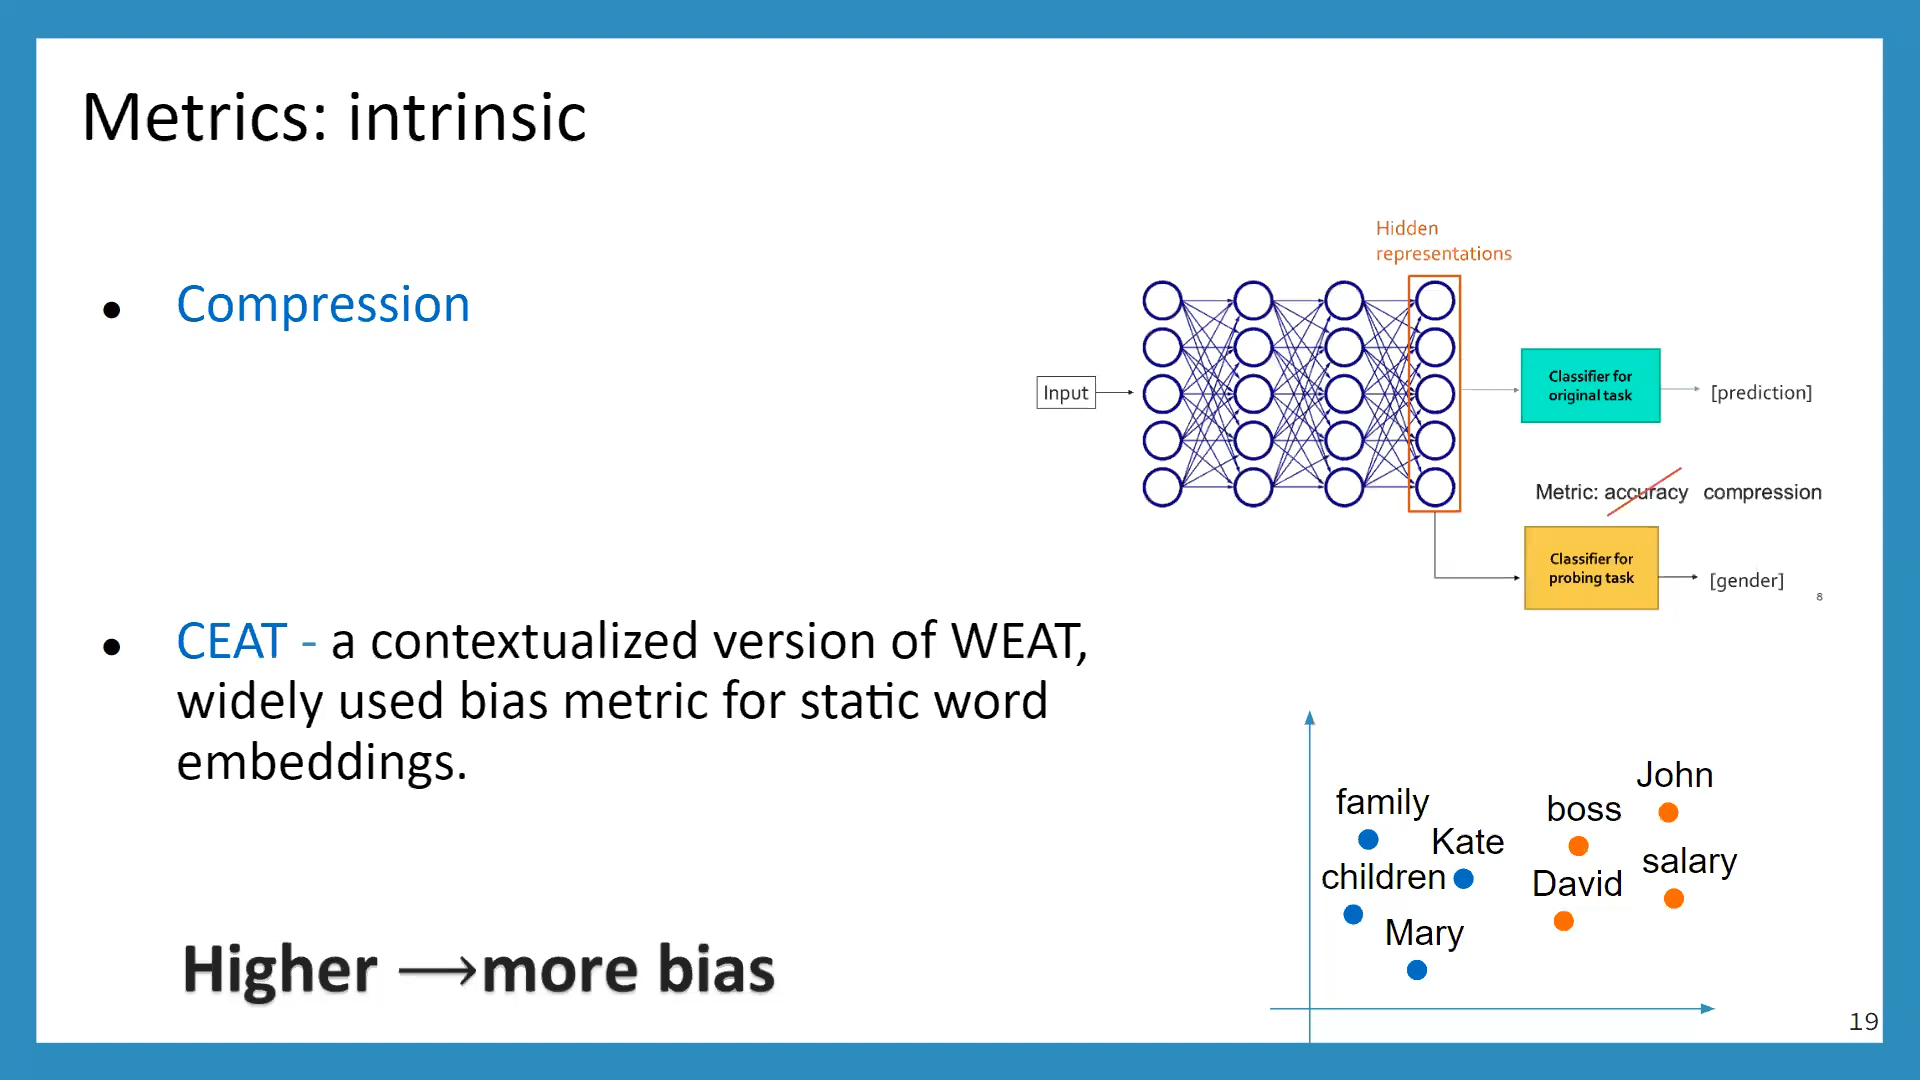 Metrics: intrinsic
● Compression
Hidden
representations
Input
Classifier for
original task
[prediction]
Metric: accuracy compression
Classifier for
probing task
[gender]
8
● CEAT - a contextualized version of WEAT,
widely used bias metric for static word
embeddings.
John
family
boss
Kate
salary
children
David
Mary
Higher ⟶more bias
19